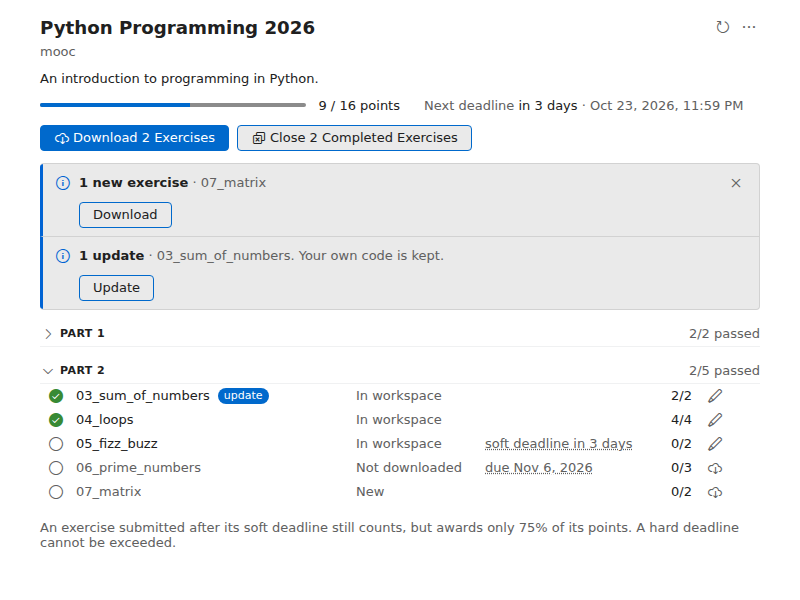 Python Programming 2026
mooc
An introduction to programming in Python.
9 / 16 points Next deadline in 3 days · Oct 23, 2026, 11:59 PM
Download 2 Exercises Close 2 Completed Exercises
1 new exercise · 07_matrix
Download
1 update · 03_sum_of_numbers. Your own code is kept.
Update
PART 1 2/2 passed
PART 2 2/5 passed
03_sum_of_numbers update In workspace 2/2
04_loops In workspace 4/4
05_fizz_buzz In workspace soft deadline in 3 days 0/2
06_prime_numbers Not downloaded due Nov 6, 2026 0/3
07_matrix New 0/2
An exercise submitted after its soft deadline still counts, but awards only 75% of its points. A hard deadline
cannot be exceeded.